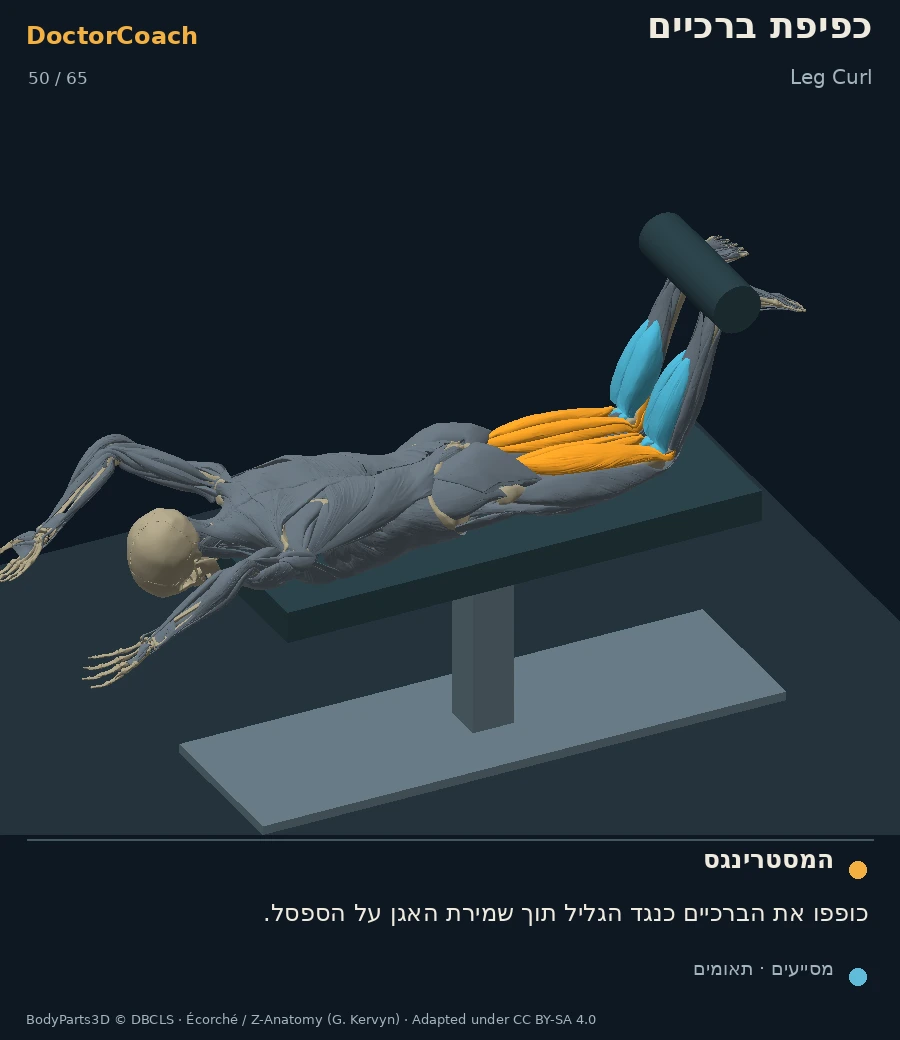 DoctorCoach
כפיפת ברכיים
50 / 65
Leg Curl
המסטרינגס
כופפו את הברכיים כנגד הגליל תוך שמירת האגן על הספסל.
מסייעים · תאומים
BodyParts3D © DBCLS · Écorché / Z-Anatomy (G. Kervyn) · Adapted under CC BY-SA 4.0